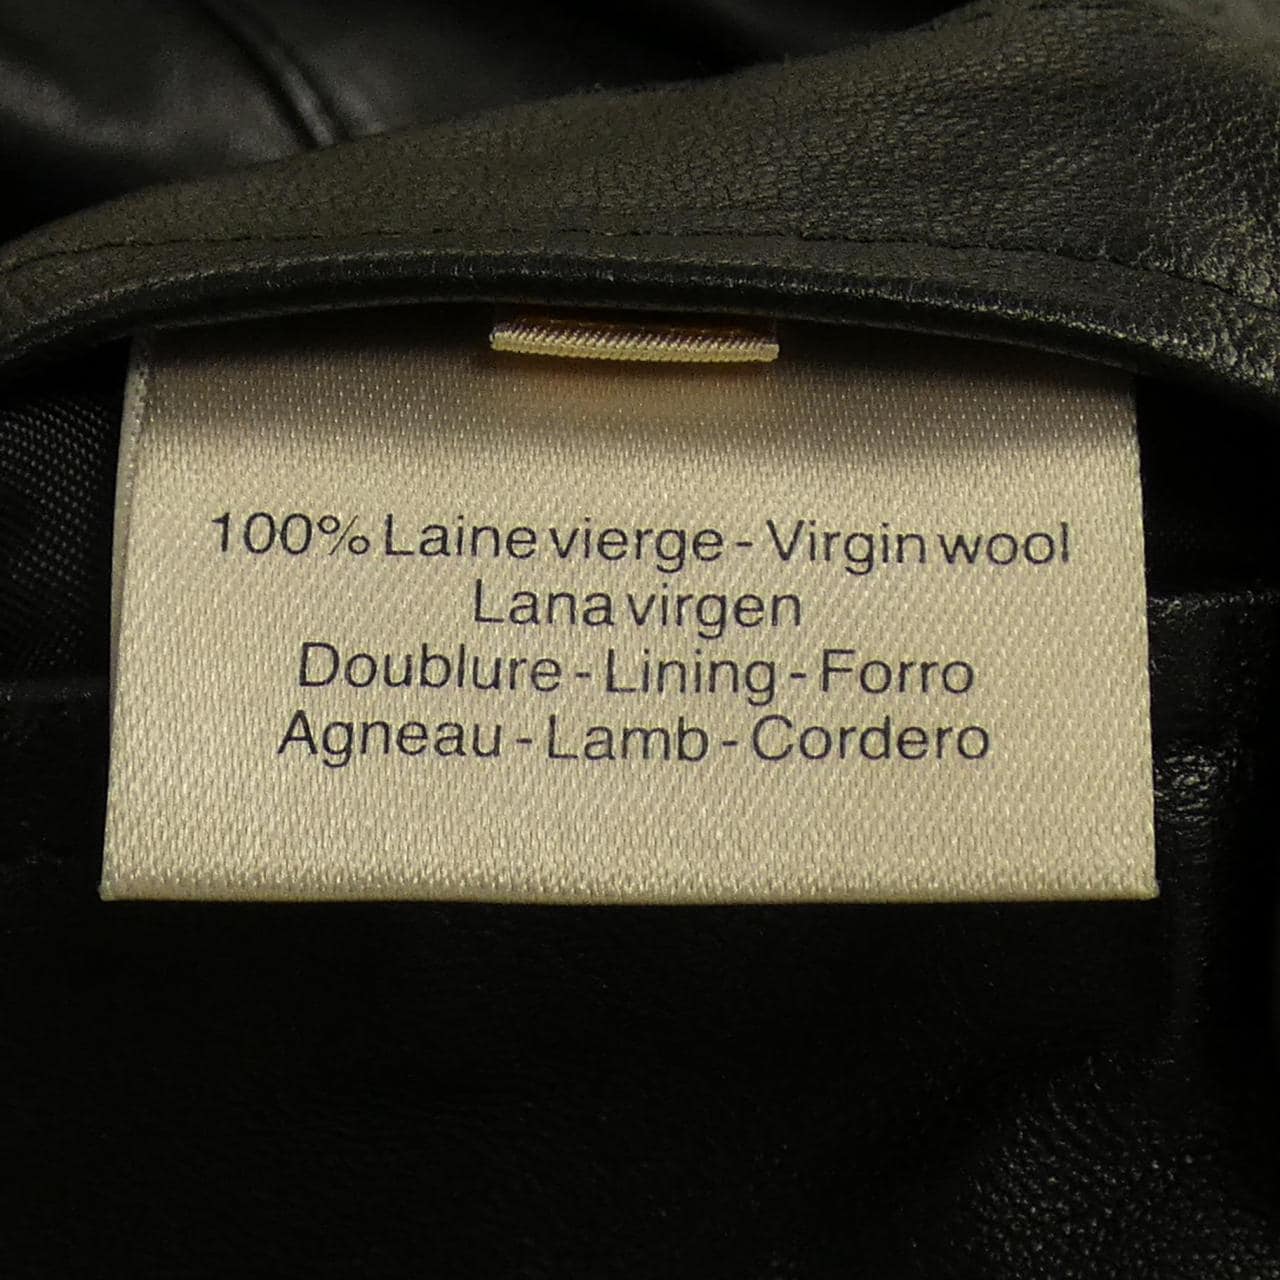 100% Laine vierge - Virgin wool
Lana virgen
Doublure - Lining - Forro
Agneau - Lamb - Cordero